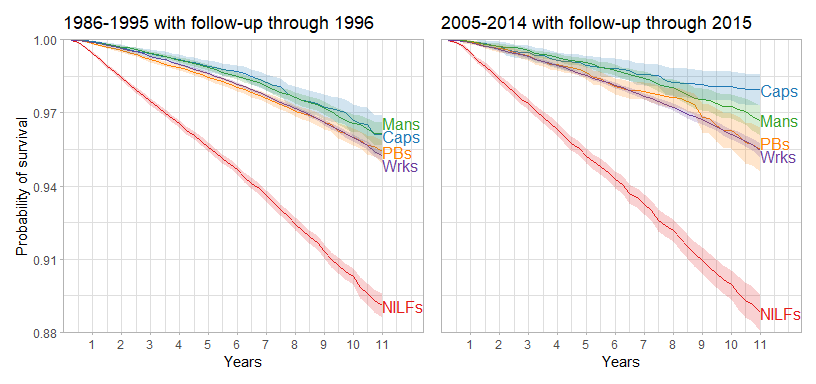 1986-1995 with follow-up through 1996
2005-2014 with follow-up through 2015
Probability of survival
1.00
0.97
0.94
0.91
0.88
Mans
Caps
PBs
Wrks
NILFs
Caps
Mans
PBs
Wrks
NILFs
1 2 3 4 5 6 7 8 9 10 11
1 2 3 4 5 6 7 8 9 10 11
Years
Years